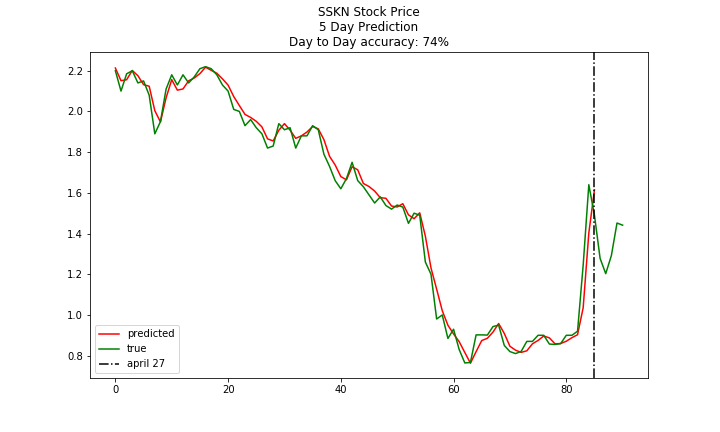 SSKN Stock Price
5 Day Prediction
Day to Day accuracy: 74%
2.2
2.0
1.8
1.6
1.4
1.2
1.0
0.8
predicted
true
april 27
0 20 40 60 80